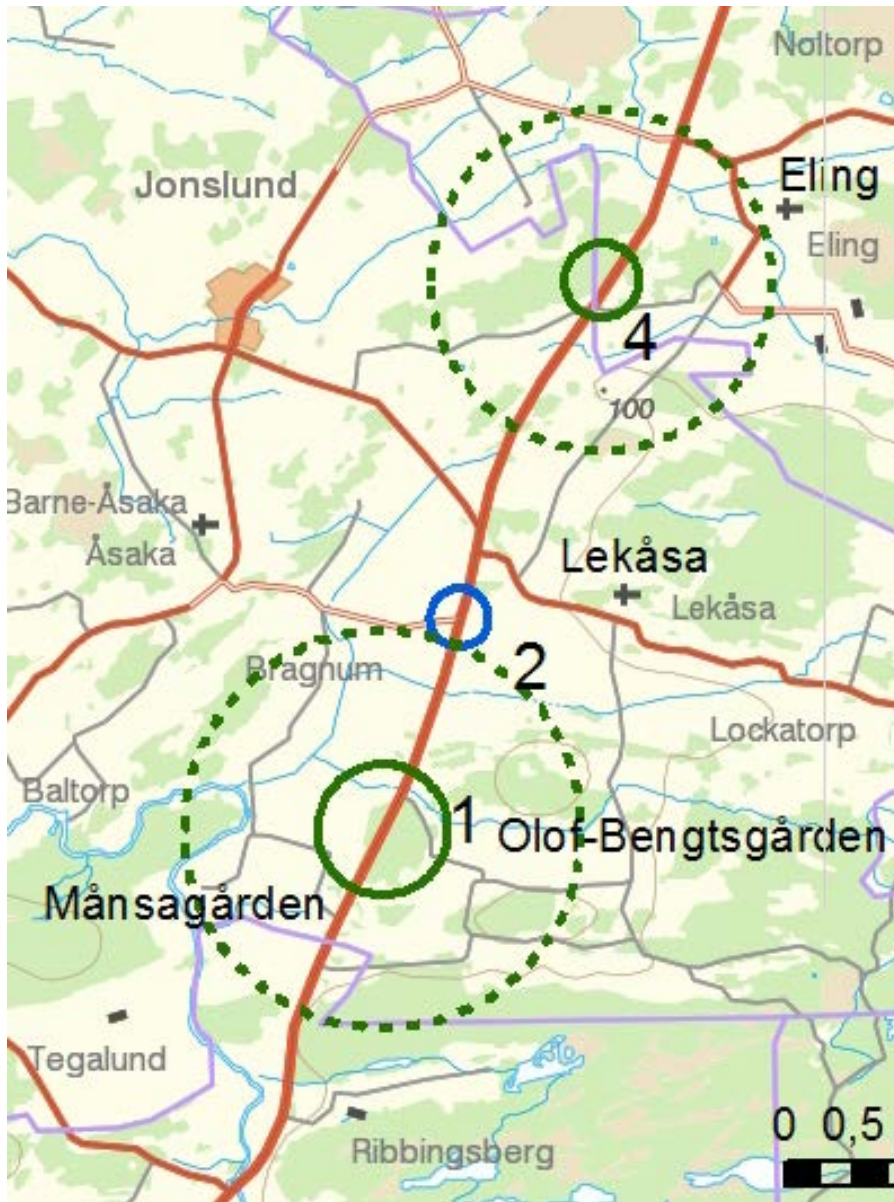 Noltorp
Jonslund
Eling
Eling
4
100
Barne-Åsaka
Åsaka
Lekåsa
Lekåsa
Bragnum
2
Lockatorp
Baltorp
1
Olof-Bengtsgården
Månsagården
Tegalund
0 0,5
Ribbingsberg